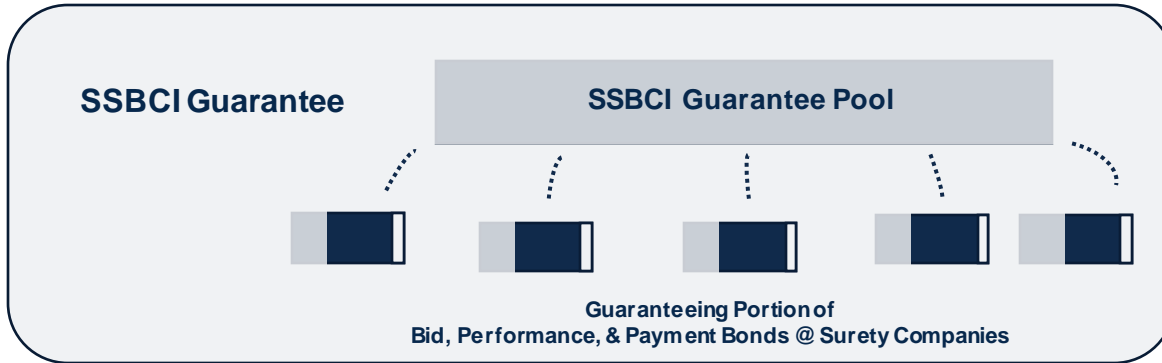 SSBCI Guarantee
SSBCI Guarantee Pool
Guaranteeing Portion of
Bid, Performance, & Payment Bonds @ Surety Companies